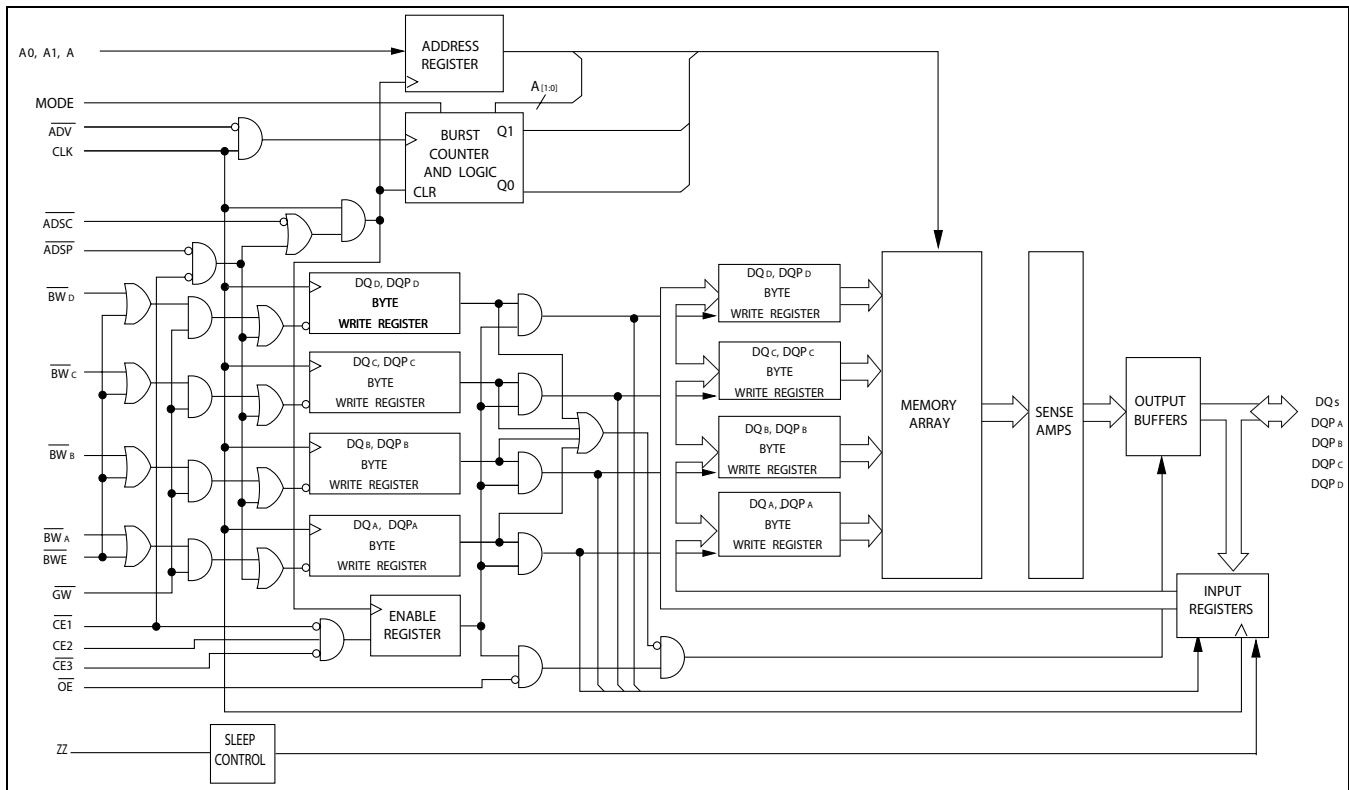 ADDRESS
REGISTER
A0, A1, A
A[1:0]
MODE
ADV
CLK
BURST
COUNTER
AND LOGIC
CLR
Q1
Q0
ADSC
ADSP
BWD
DQD, DQPD
BYTE
WRITE REGISTER
DQD, DQPD
BYTE
WRITE REGISTER
BWC
DQC, DQPC
BYTE
WRITE REGISTER
DQC, DQPC
BYTE
WRITE REGISTER
BWB
DQB, DQPB
BYTE
WRITE REGISTER
DQB, DQPB
BYTE
WRITE REGISTER
BWA
BWE
DQA, DQPA
BYTE
WRITE REGISTER
DQA, DQPA
BYTE
WRITE REGISTER
MEMORY
ARRAY
SENSE
AMPS
OUTPUT
BUFFERS
DQs
DQPA
DQPB
DQPC
DQPD
GW
CE1
CE2
CE3
OE
ENABLE
REGISTER
INPUT
REGISTERS
ZZ
SLEEP
CONTROL